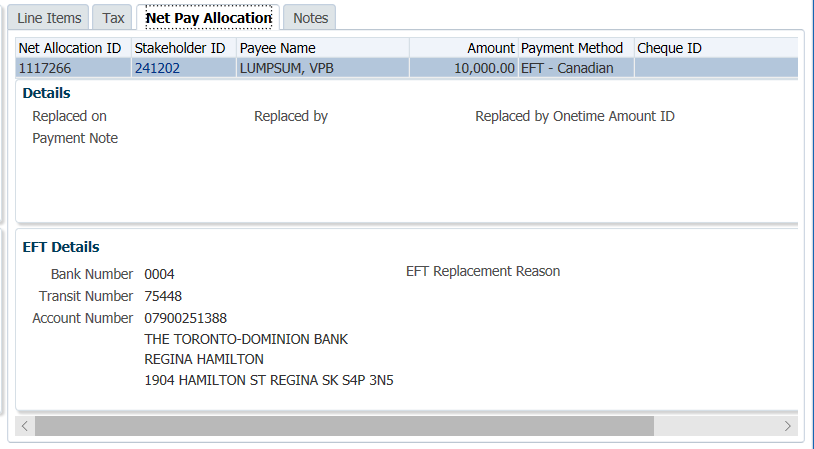 Line Items Tax Net Pay Allocation Notes
Net Allocation ID Stakeholder ID Payee Name Amount Payment Method Cheque ID
1117266 241202 LUMPSUM, VPB 10,000.00 EFT - Canadian
Details
Replaced on Replaced by Replaced by Onetime Amount ID
Payment Note
EFT Details
Bank Number 0004 EFT Replacement Reason
Transit Number 75448
Account Number 07900251388
THE TORONTO-DOMINION BANK
REGINA HAMILTON
1904 HAMILTON ST REGINA SK S4P 3N5